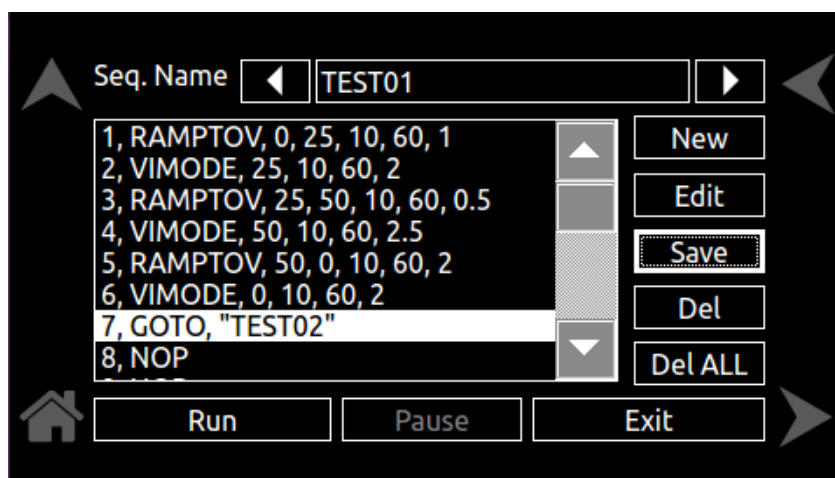 Seq. Name TEST01
1, RAMPTOV, 0, 25, 10, 60, 1
2, VIMODE, 25, 10, 60, 2
3, RAMPTOV, 25, 50, 10, 60, 0.5
4, VIMODE, 50, 10, 60, 2.5
5, RAMPTOV, 50, 0, 10, 60, 2
6, VIMODE, 0, 10, 60, 2
7, GOTO, "TEST02"
8, NOP
New
Edit
Save
Del
Del ALL
Run Pause Exit